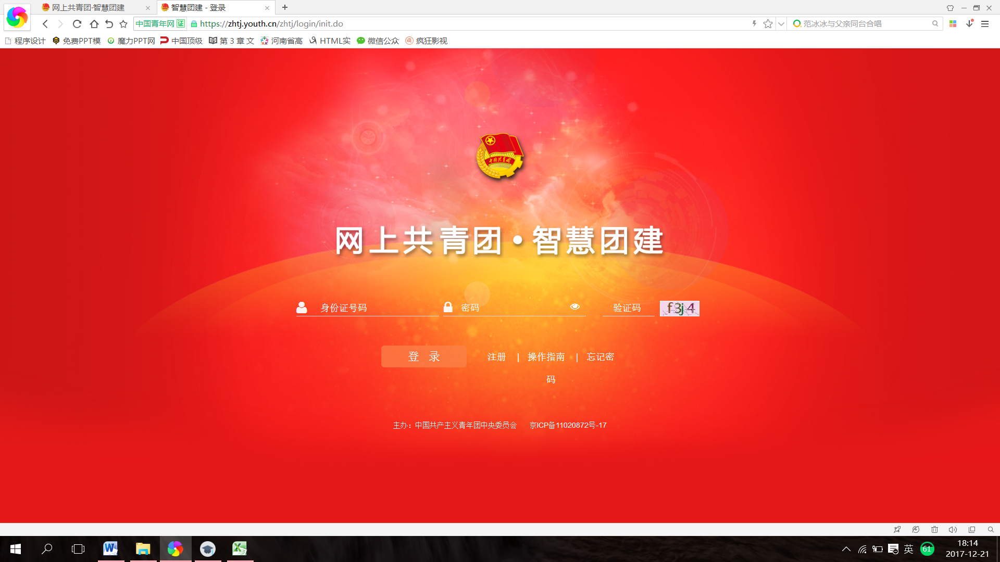 网上共青团·智慧团建
智慧团建 - 登录
中国青年网 证 https://zhtj.youth.cn/zhtj/login/init.do
范冰冰与父亲同台合唱
程序设计 免费PPT模 魔力PPT网 中国顶级 第 3 章 文 河南省高 HTML实 微信公众 疯狂影视
中国共青团
网上共青团·智慧团建
身份证号码 密码 验证码 f3j4
登 录 注册 | 操作指南 | 忘记密
码
主办：中国共产主义青年团中央委员会 京ICP备11020872号-17
英 61 18:14
2017-12-21